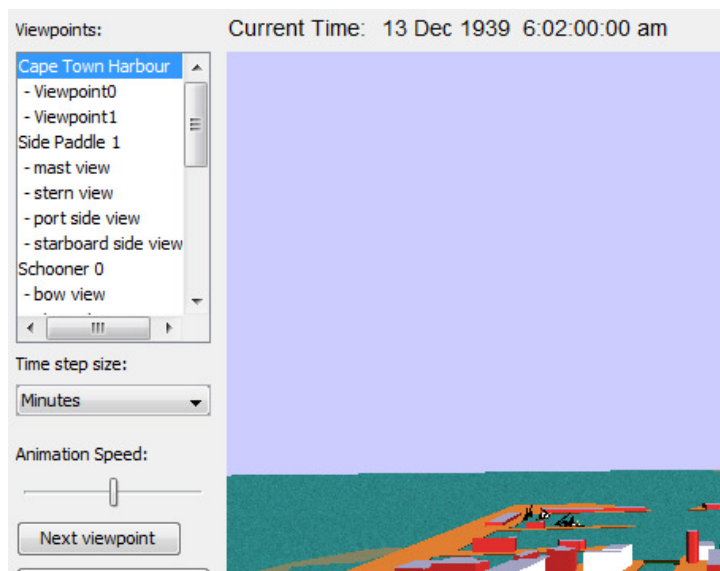 Viewpoints:
Current Time: 13 Dec 1939 6:02:00:00 am
Cape Town Harbour
- Viewpoint0
- Viewpoint1
Side Paddle 1
- mast view
- stern view
- port side view
- starboard side view
Schooner 0
- bow view
Time step size:
Minutes
Animation Speed:
Next viewpoint